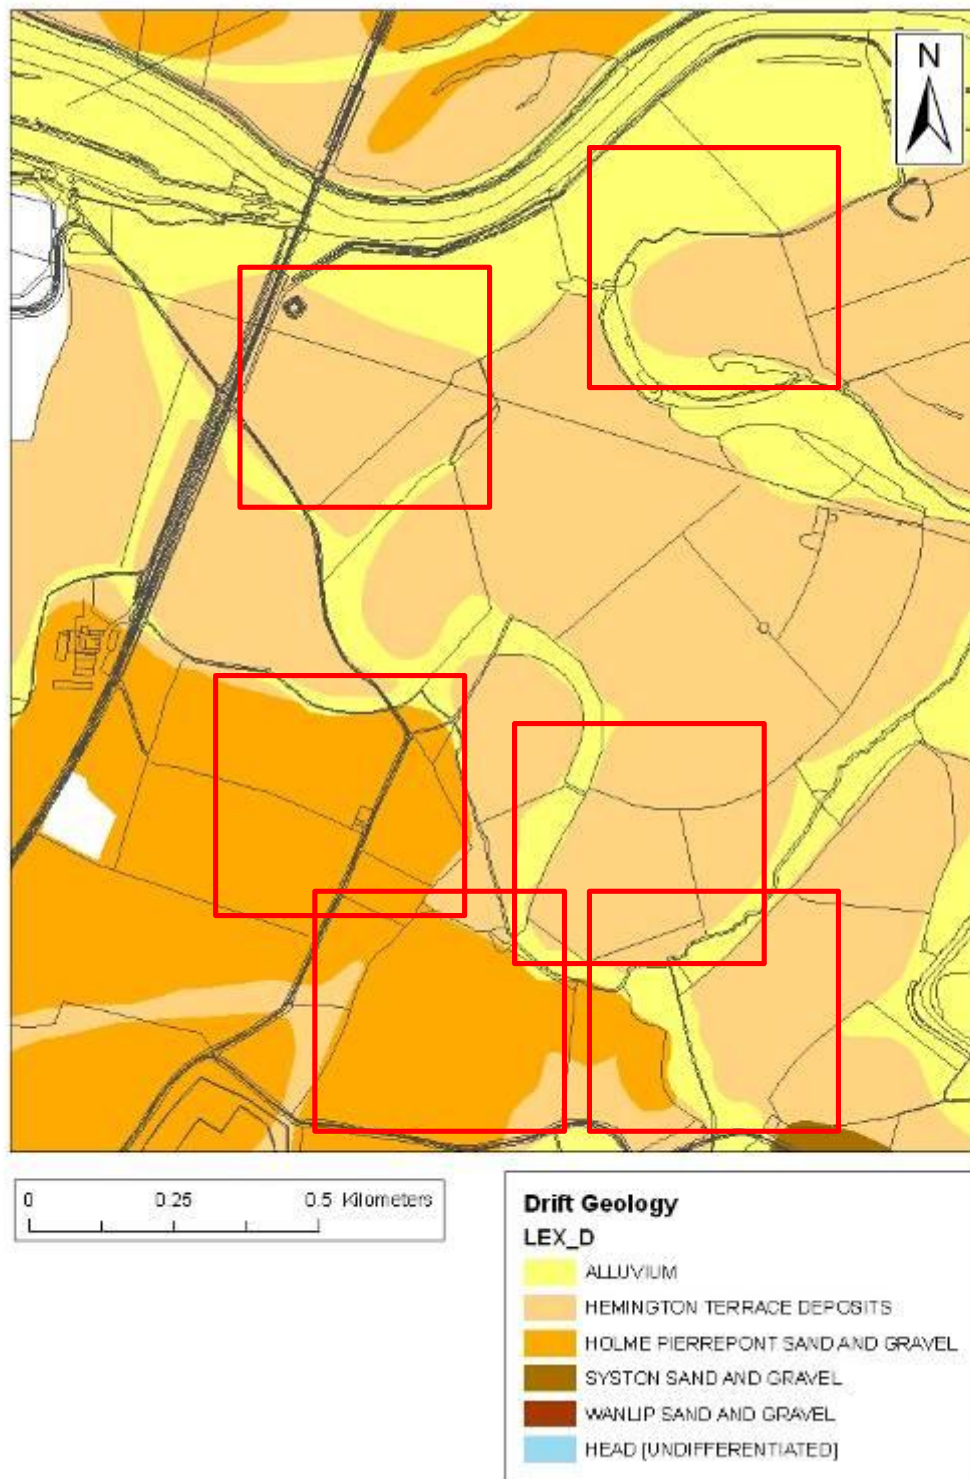 N
0 0.25 0.5 Kilometers
Drift Geology
LEX_D
ALLUVIUM
HEMINGTON TERRACE DEPOSITS
HOLME PIERREPONT SAND AND GRAVEL
SYSTON SAND AND GRAVEL
WANLIP SAND AND GRAVEL
HEAD [UNDIFFERENTIATED]